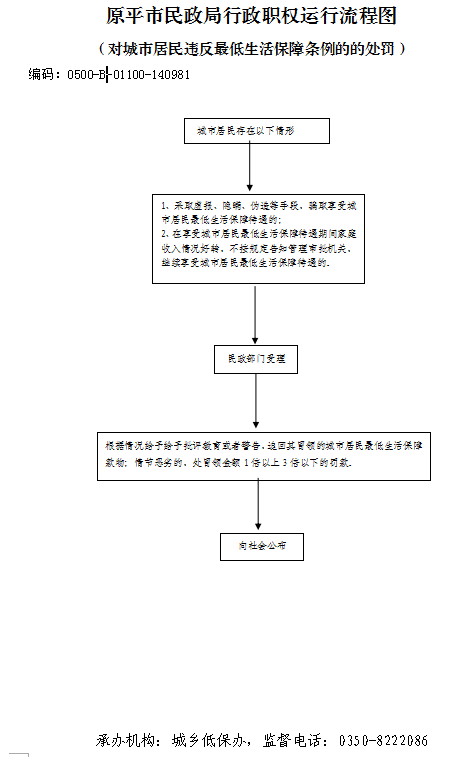 原平市民政局行政职权运行流程图
（对城市居民违反最低生活保障条例的的处罚）
编码：0500-B-01100-140981
城市居民存在以下情形
1、采取虚报、隐瞒、伪造等手段，骗取享受城
市居民最低生活保障待遇的；
2、在享受城市居民最低生活保障待遇期间家庭
收入情况好转，不按规定告知管理审批机关，
继续享受城市居民最低生活保障待遇的．
民政部门受理
根据情况给予给予批评教育或者警告，追回其冒领的城市居民最低生活保障
款物；情节恶劣的，处冒领金额1倍以上3倍以下的罚款．
向社会公布
承办机构：城乡低保办，监督电话：0350-8222086